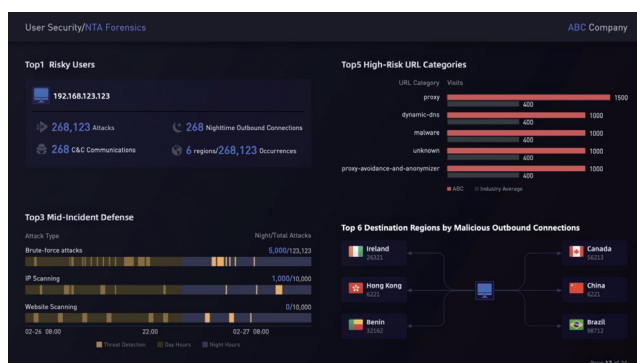 User Security/NTA Forensics
ABC Company
Top1 Risky Users
192.168.123.123
268,123 Attacks
268 Nighttime Outbound Connections
268 C&C Communications
6 regions/268,123 Occurrences
Top5 High-Risk URL Categories
URL Category Visits
proxy 1500
400
dynamic-dns 1000
400
malware 1000
400
unknown 1000
400
proxy-avoidance-and-anonymizer 1000
400
ABC Industry Average
Top3 Mid-Incident Defense
Attack Type Night/Total Attacks
Brute-force attacks 5,000/123,123
IP Scanning 1,000/10,000
Website Scanning 0/10,000
02-26 08:00 22:00 02-27 08:00
Threat Detection Day Hours Night Hours
Top 6 Destination Regions by Malicious Outbound Connections
Ireland
26321
Canada
56213
Hong Kong
6221
China
6221
Benin
32162
Brazil
98712